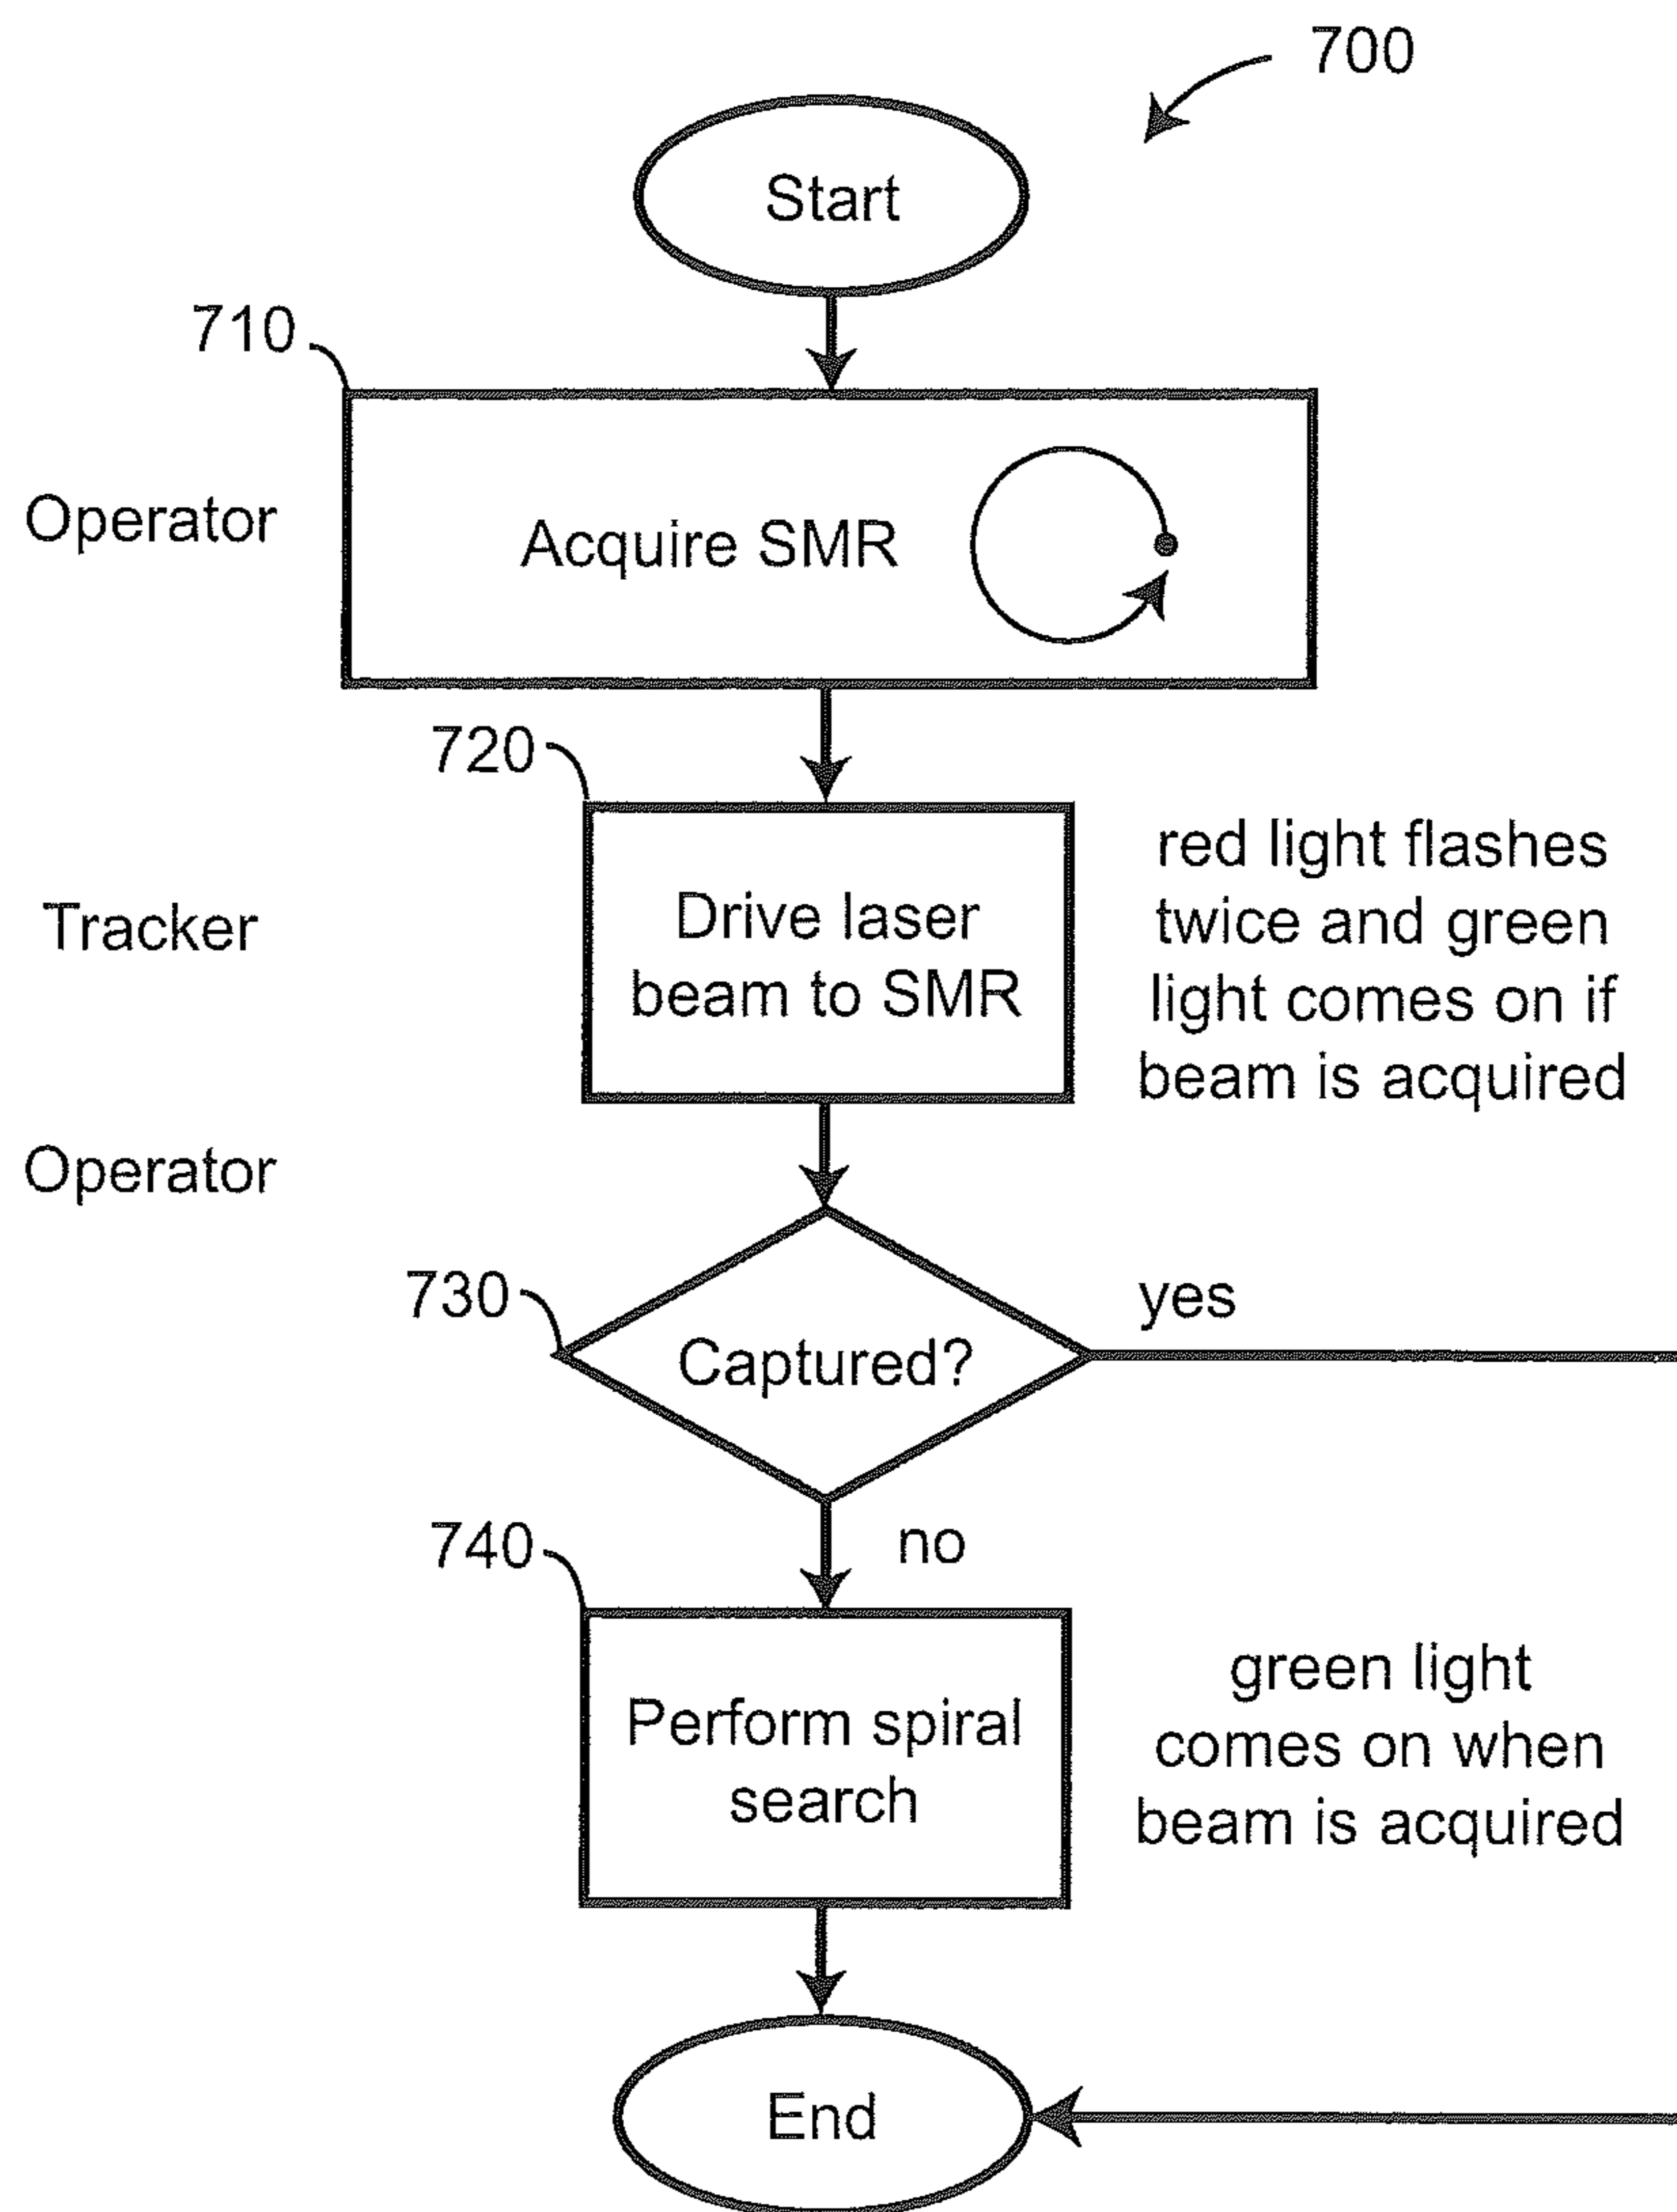 700
Start
710
Operator
Acquire SMR
720
Tracker
Drive laser
beam to SMR
red light flashes
twice and green
light comes on if
beam is acquired
Operator
730
Captured?
yes
740
no
Perform spiral
search
green light
comes on when
beam is acquired
End